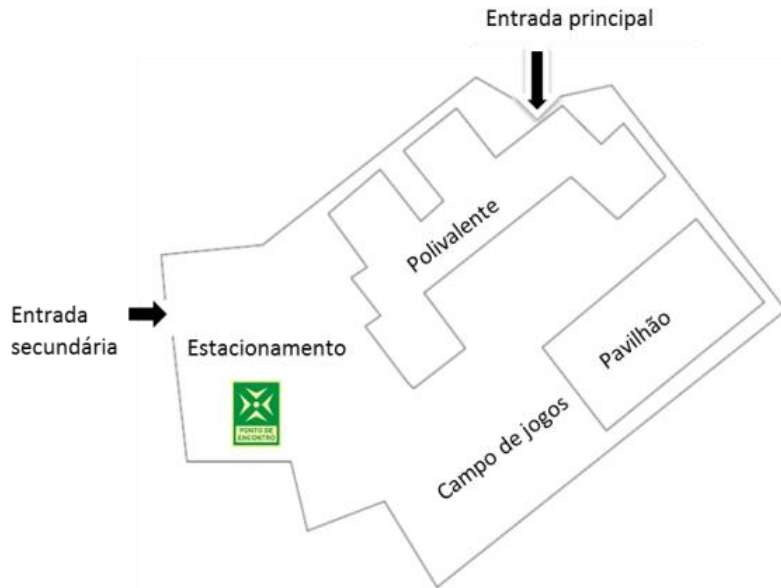 Entrada principal
Polivalente
Entrada
secundária
Estacionamento
Pavilhão
PONTO DE
ENCONTRO
Campo de jogos